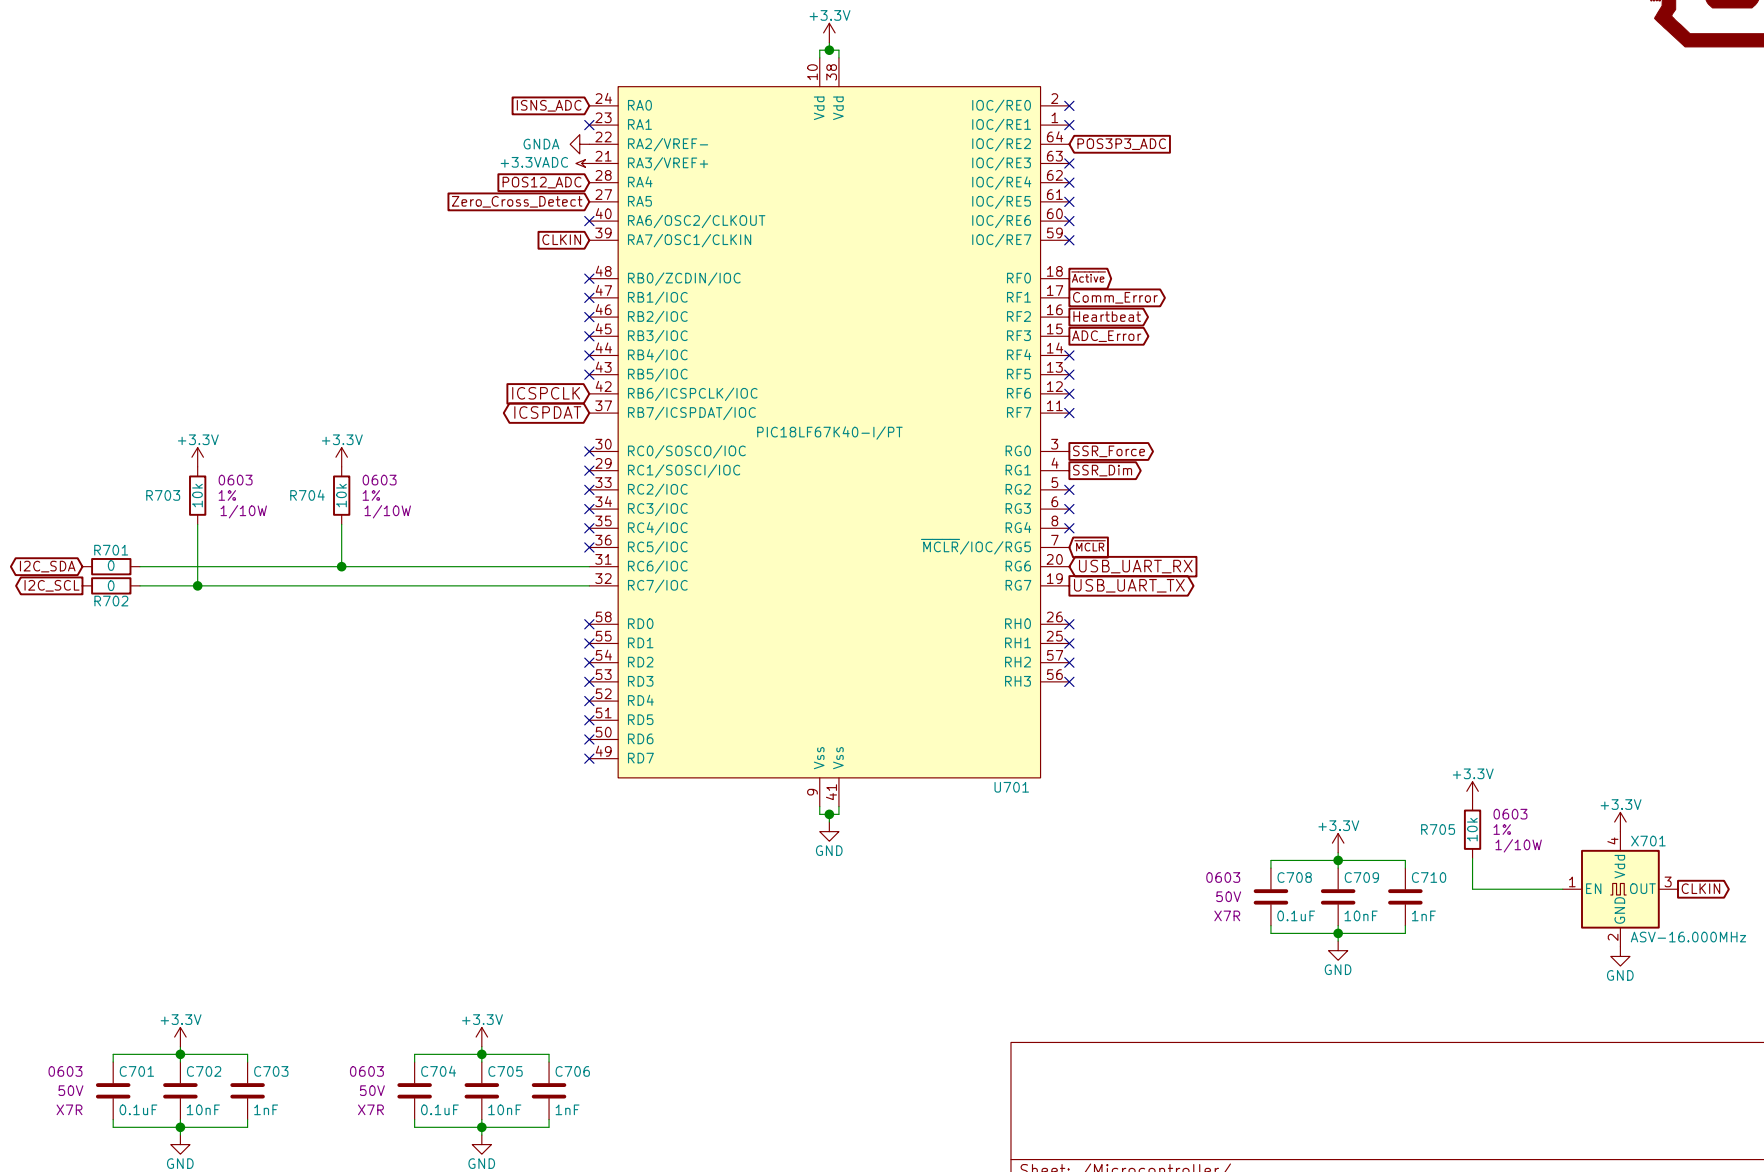 +3.3V
10
38
Vdd
Vdd
ISNS_ADC 24 RA0
23 RA1
GNDA 22 RA2/VREF-
+3.3VADC 21 RA3/VREF+
POS12_ADC 28 RA4
Zero_Cross_Detect 27 RA5
40 RA6/OSC2/CLKOUT
CLKIN 39 RA7/OSC1/CLKIN
48 RB0/ZCDIN/IOC
47 RB1/IOC
46 RB2/IOC
45 RB3/IOC
44 RB4/IOC
43 RB5/IOC
ICSPCLK 42 RB6/ICSPCLK/IOC
ICSPDAT 37 RB7/ICSPDAT/IOC
30 RC0/SOSCO/IOC
29 RC1/SOSCI/IOC
33 RC2/IOC
34 RC3/IOC
35 RC4/IOC
36 RC5/IOC
31 RC6/IOC
32 RC7/IOC
58 RD0
55 RD1
54 RD2
53 RD3
52 RD4
51 RD5
50 RD6
49 RD7
IOC/RE0 2
IOC/RE1 1
IOC/RE2 64 POS3P3_ADC
IOC/RE3 63
IOC/RE4 62
IOC/RE5 61
IOC/RE6 60
IOC/RE7 59
RF0 18 Active
RF1 17 Comm_Error
RF2 16 Heartbeat
RF3 15 ADC_Error
RF4 14
RF5 13
RF6 12
RF7 11
PIC18LF67K40-I/PT
RG0 3 SSR_Force
RG1 4 SSR_Dim
RG2 5
RG3 6
RG4 8
MCLR/IOC/RG5 7 MCLR
RG6 20 USB_UART_RX
RG7 19 USB_UART_TX
RH0 26
RH1 25
RH2 57
RH3 56
Vss
Vss
9
41
U701
GND
+3.3V
R703
10k
0603
1%
1/10W
+3.3V
R704
10k
0603
1%
1/10W
R701
I2C_SDA 0
I2C_SCL 0
R702
+3.3V
0603
50V
X7R
C708
0.1uF
C709
10nF
C710
1nF
GND
+3.3V
R705
10k
0603
1%
1/10W
+3.3V
X701
4
Vdd
1 EN
OUT 3 CLKIN
GND
2
ASV-16.000MHz
GND
+3.3V
0603
50V
X7R
C701
0.1uF
C702
10nF
C703
1nF
GND
+3.3V
0603
50V
X7R
C704
0.1uF
C705
10nF
C706
1nF
GND
Sheet: /Microcontroller/